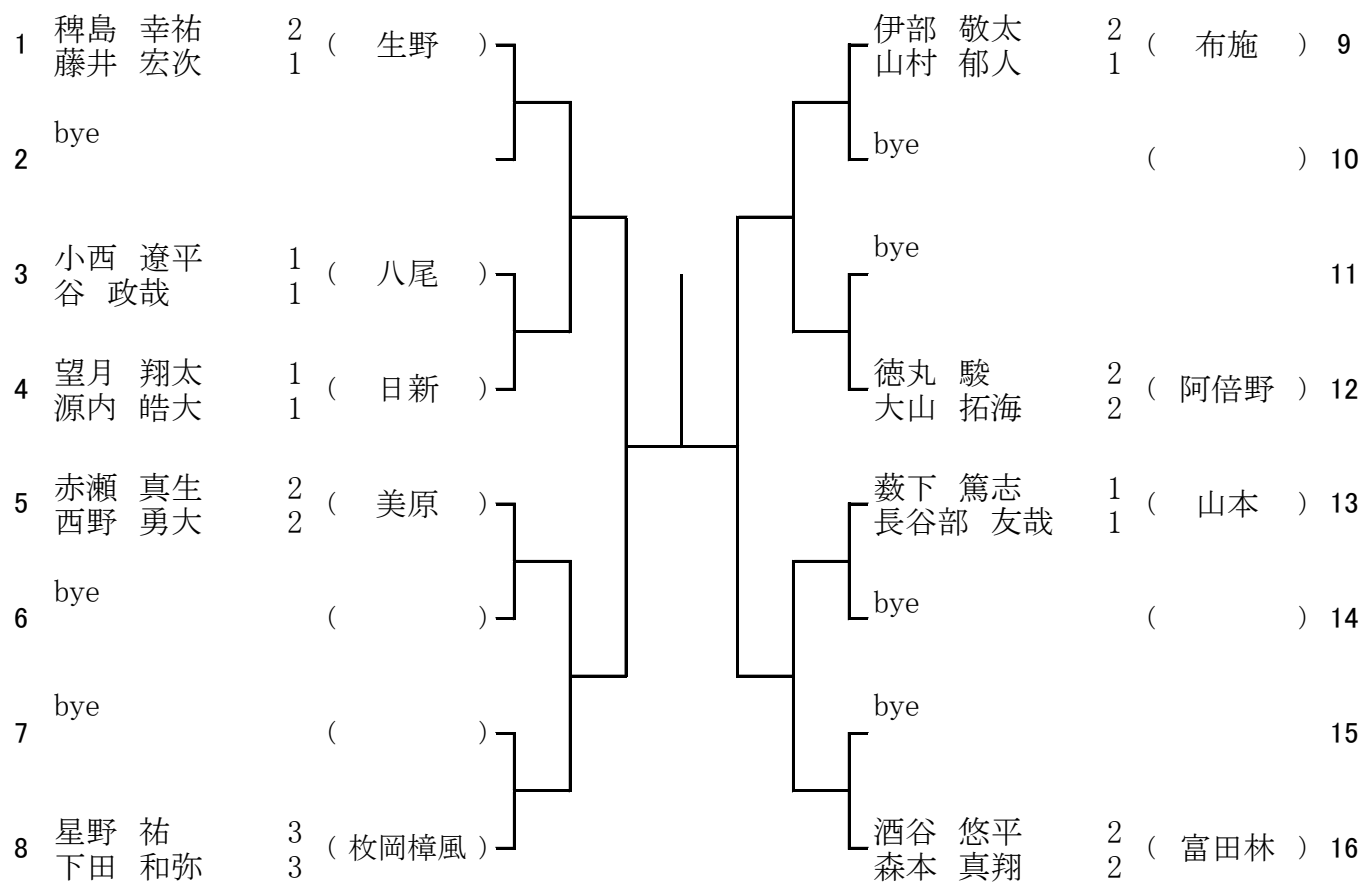 1 稗島 幸祐 2 ( 生野 )
藤井 宏次 1
2 bye
3 小西 遼平 1 ( 八尾 )
谷 政哉 1
4 望月 翔太 1 ( 日新 )
源内 皓大 1
5 赤瀬 真生 2 ( 美原 )
西野 勇大 2
6 bye ( )
7 bye ( )
8 星野 祐 3 ( 枚岡樟風 )
下田 和弥 3
伊部 敬太 2 ( 布施 ) 9
山村 郁人 1
bye ( ) 10
bye 11
徳丸 駿 2 ( 阿倍野 ) 12
大山 拓海 2
薮下 篤志 1 ( 山本 ) 13
長谷部 友哉 1
bye ( ) 14
bye 15
酒谷 悠平 2 ( 富田林 ) 16
森本 真翔 2